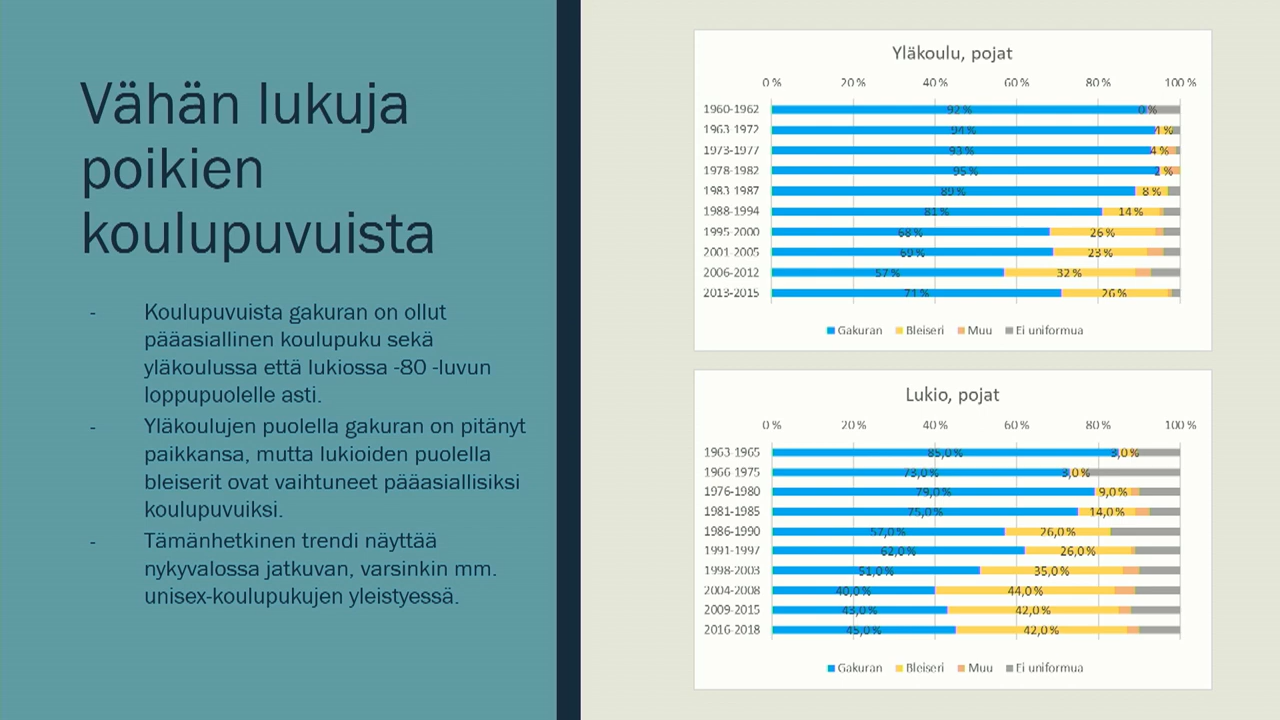 Vähän lukuja
poikien
koulupuvuista
- Koulupuvuista gakuran on ollut
pääasiallinen koulupuku sekä
yläkoulussa että lukiossa -80 -luvun
loppupuolelle asti.
- Yläkoulujen puolella gakuran on pitänyt
paikkansa, mutta lukioiden puolella
bleiserit ovat vaihtuneet pääasiallisiksi
koulupuvuiksi.
- Tämänhetkinen trendi näyttää
nykyvalossa jatkuvan, varsinkin mm.
unisex-koulupukujen yleistyessä.
Yläkoulu, pojat
0 % 20 % 40 % 60 % 80 % 100 %
1960-1962 92 % 0 %
1963-1972 94 % 4 %
1973-1977 93 % 4 %
1978-1982 95 % 2 %
1983-1987 89 % 8 %
1988-1994 81 % 14 %
1995-2000 68 % 26 %
2001-2005 69 % 23 %
2006-2012 57 % 32 %
2013-2015 71 % 26 %
Gakuran Bleiseri Muu Ei uniformua
Lukio, pojat
0 % 20 % 40 % 60 % 80 % 100 %
1963-1965 85,0 % 3,0 %
1966-1975 73,0 % 3,0 %
1976-1980 79,0 % 9,0 %
1981-1985 75,0 % 14,0 %
1986-1990 57,0 % 26,0 %
1991-1997 62,0 % 26,0 %
1998-2003 51,0 % 35,0 %
2004-2008 40,0 % 44,0 %
2009-2015 43,0 % 42,0 %
2016-2018 45,0 % 42,0 %
Gakuran Bleiseri Muu Ei uniformua